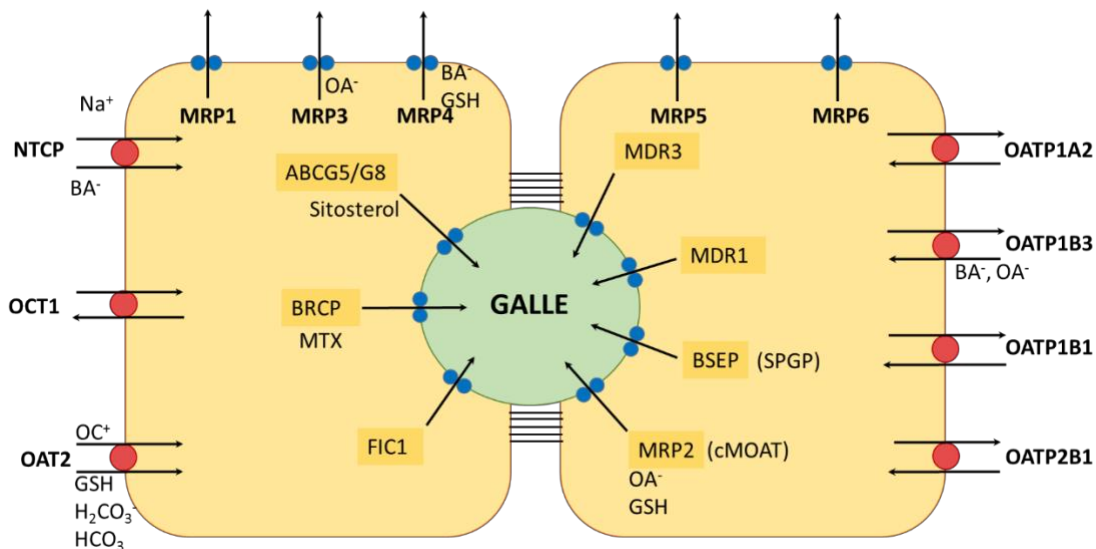 Na⁺
NTCP
BA⁻
OCT1
OC⁺
OAT2
GSH
H₂CO₃⁻
HCO₃
MRP1
OA⁻
MRP3
BA⁻
GSH
MRP4
ABCG5/G8
Sitosterol
BRCP
MTX
FIC1
GALLE
MRP5
MRP6
MDR3
MDR1
BSEP (SPGP)
MRP2 (cMOAT)
OA⁻
GSH
OATP1A2
OATP1B3
BA⁻, OA⁻
OATP1B1
OATP2B1